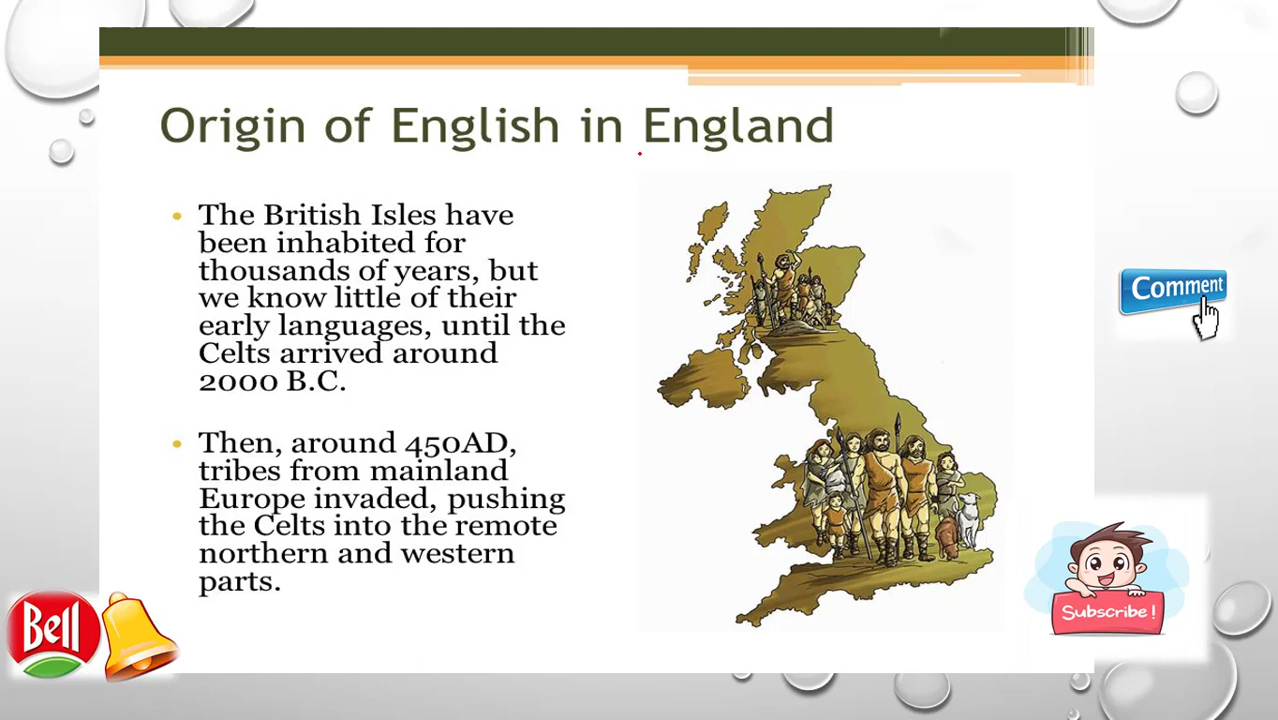 Origin of English in England
• The British Isles have
been inhabited for
thousands of years, but
we know little of their
early languages, until the
Celts arrived around
2000 B.C.
• Then, around 450AD,
tribes from mainland
Europe invaded, pushing
the Celts into the remote
northern and western
parts.
Comment
Bell
Subscribe !